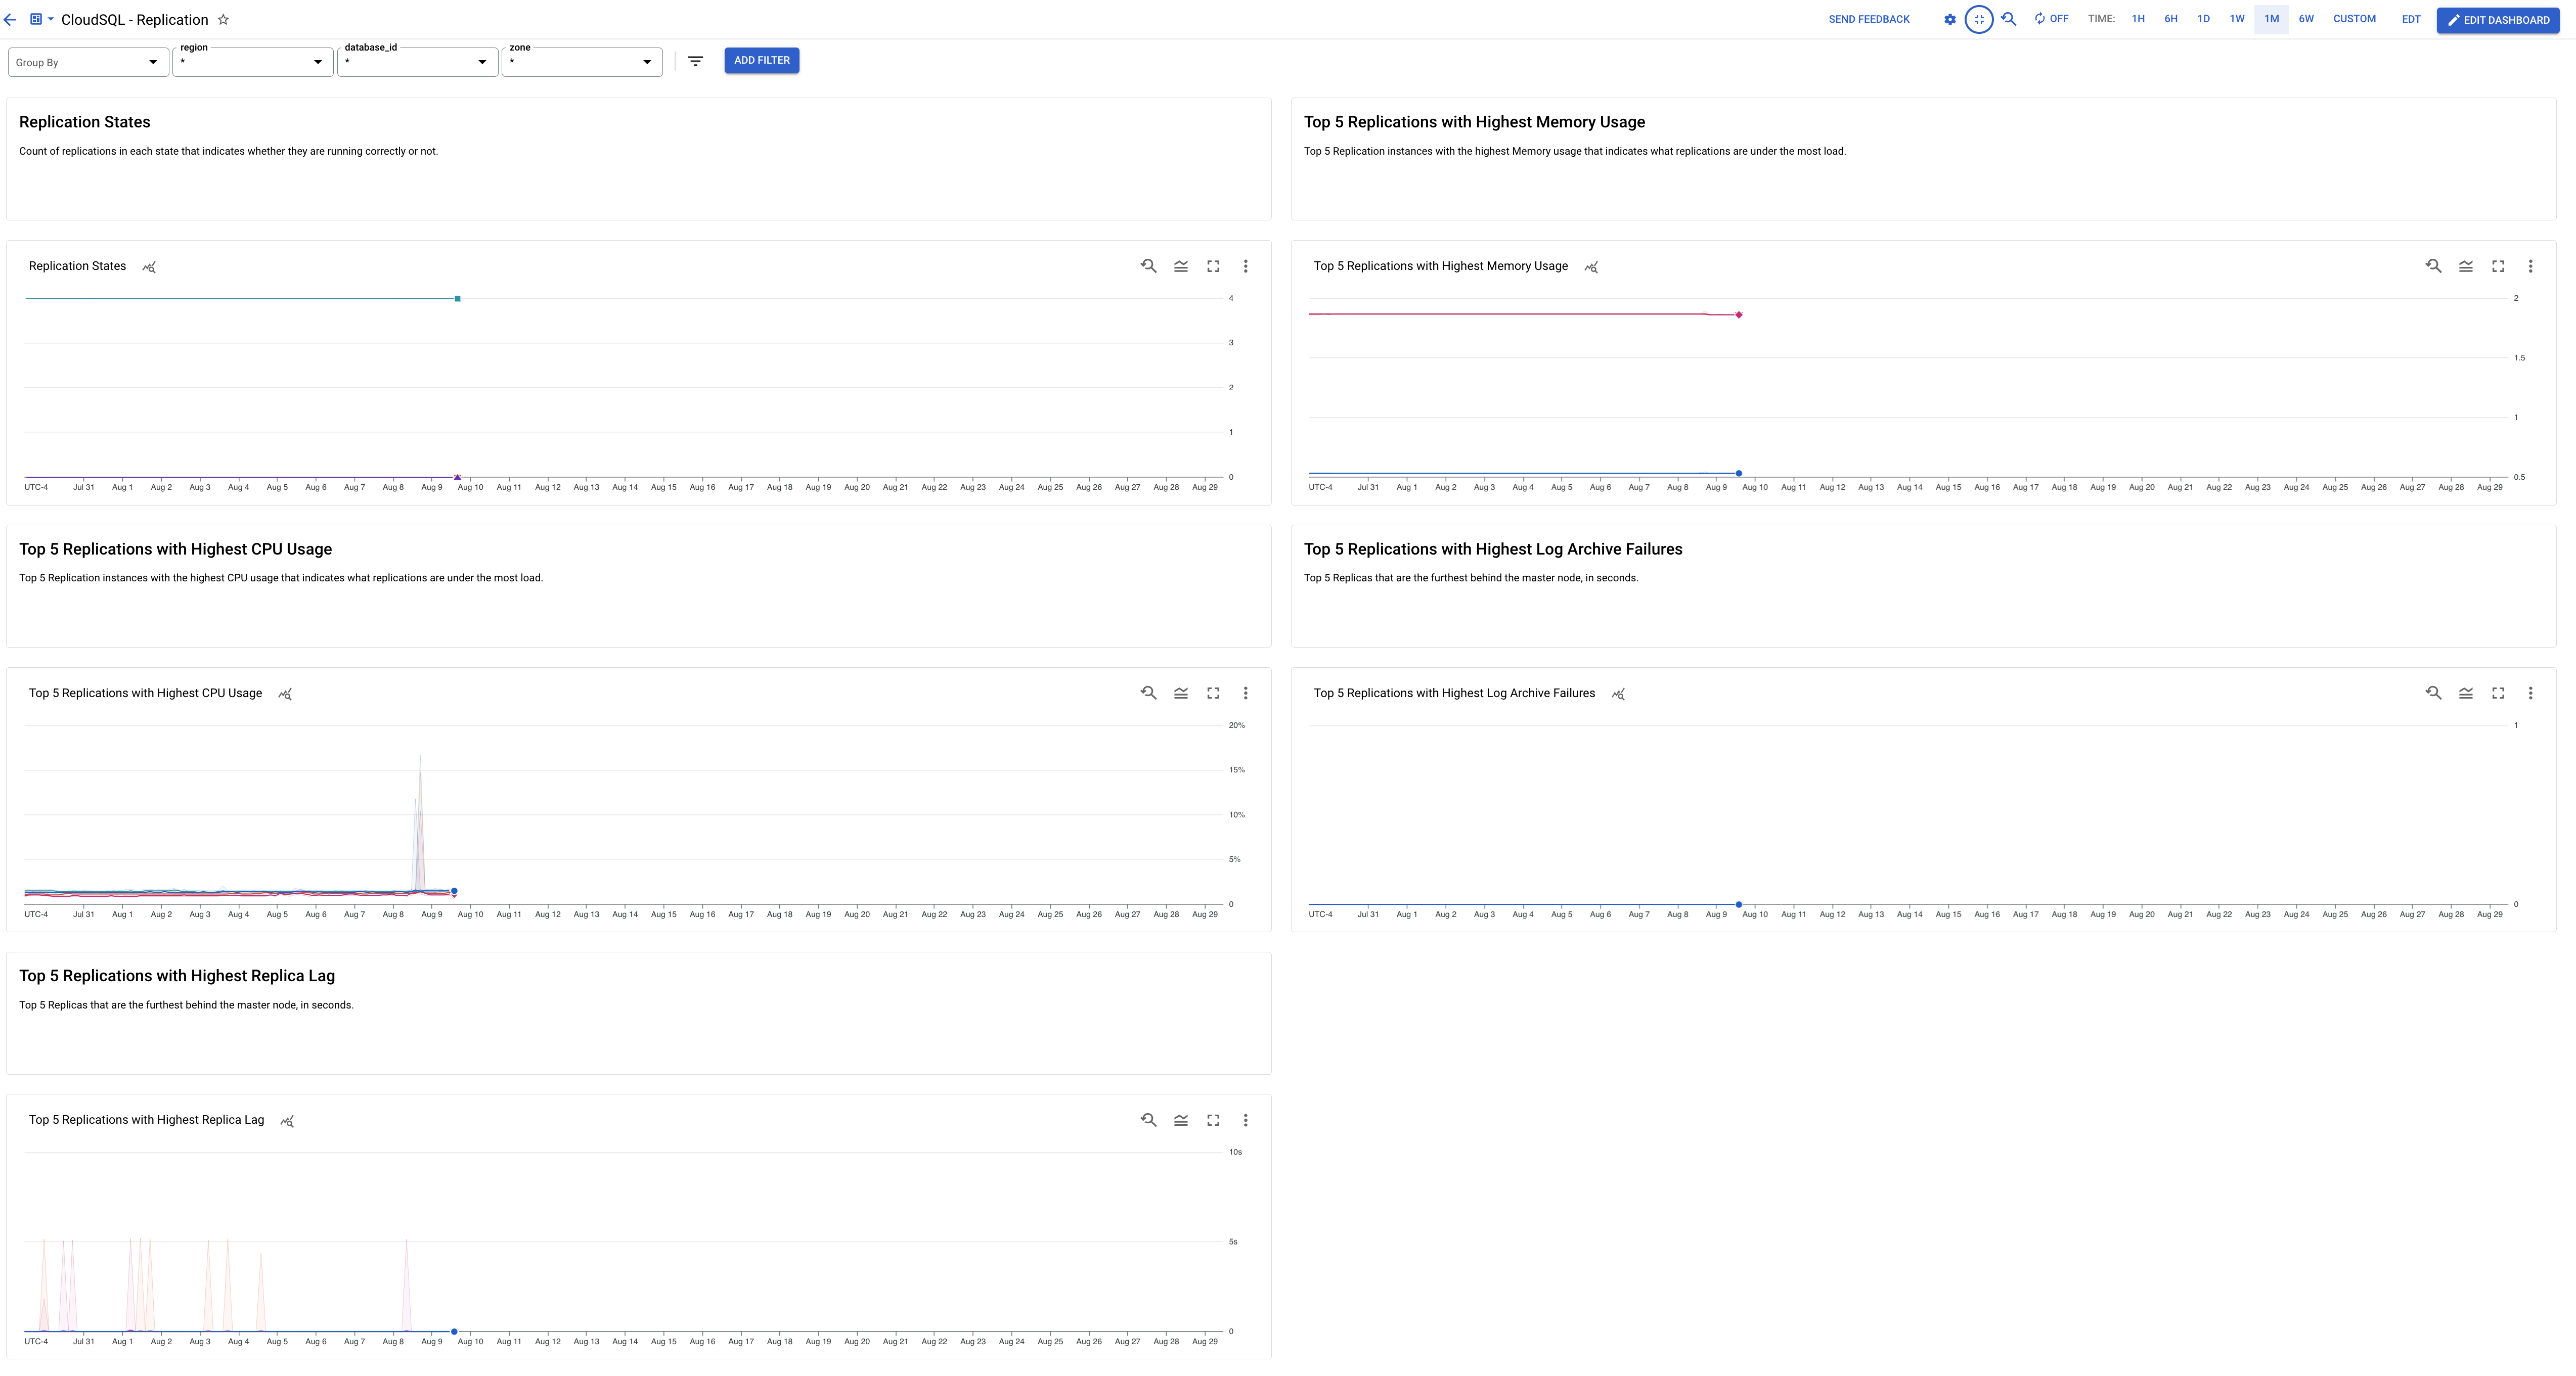 CloudSQL - Replication
SEND FEEDBACK
OFF
TIME:
1H
6H
1D
1W
1M
6W
CUSTOM
EDT
EDIT DASHBOARD
Group By
region
*
database_id
*
zone
*
ADD FILTER
Replication States
Count of replications in each state that indicates whether they are running correctly or not.
Top 5 Replications with Highest Memory Usage
Top 5 Replication instances with the highest Memory usage that indicates what replications are under the most load.
Replication States
4
3
2
1
0
UTC-4 Jul 31 Aug 1 Aug 2 Aug 3 Aug 4 Aug 5 Aug 6 Aug 7 Aug 8 Aug 9 Aug 10 Aug 11 Aug 12 Aug 13 Aug 14 Aug 15 Aug 16 Aug 17 Aug 18 Aug 19 Aug 20 Aug 21 Aug 22 Aug 23 Aug 24 Aug 25 Aug 26 Aug 27 Aug 28 Aug 29
Top 5 Replications with Highest Memory Usage
2
1.5
1
0.5
UTC-4 Jul 31 Aug 1 Aug 2 Aug 3 Aug 4 Aug 5 Aug 6 Aug 7 Aug 8 Aug 9 Aug 10 Aug 11 Aug 12 Aug 13 Aug 14 Aug 15 Aug 16 Aug 17 Aug 18 Aug 19 Aug 20 Aug 21 Aug 22 Aug 23 Aug 24 Aug 25 Aug 26 Aug 27 Aug 28 Aug 29
Top 5 Replications with Highest CPU Usage
Top 5 Replication instances with the highest CPU usage that indicates what replications are under the most load.
Top 5 Replications with Highest Log Archive Failures
Top 5 Replicas that are the furthest behind the master node, in seconds.
Top 5 Replications with Highest CPU Usage
20%
15%
10%
5%
0
UTC-4 Jul 31 Aug 1 Aug 2 Aug 3 Aug 4 Aug 5 Aug 6 Aug 7 Aug 8 Aug 9 Aug 10 Aug 11 Aug 12 Aug 13 Aug 14 Aug 15 Aug 16 Aug 17 Aug 18 Aug 19 Aug 20 Aug 21 Aug 22 Aug 23 Aug 24 Aug 25 Aug 26 Aug 27 Aug 28 Aug 29
Top 5 Replications with Highest Log Archive Failures
1
0
UTC-4 Jul 31 Aug 1 Aug 2 Aug 3 Aug 4 Aug 5 Aug 6 Aug 7 Aug 8 Aug 9 Aug 10 Aug 11 Aug 12 Aug 13 Aug 14 Aug 15 Aug 16 Aug 17 Aug 18 Aug 19 Aug 20 Aug 21 Aug 22 Aug 23 Aug 24 Aug 25 Aug 26 Aug 27 Aug 28 Aug 29
Top 5 Replications with Highest Replica Lag
Top 5 Replicas that are the furthest behind the master node, in seconds.
Top 5 Replications with Highest Replica Lag
10s
5s
0
UTC-4 Jul 31 Aug 1 Aug 2 Aug 3 Aug 4 Aug 5 Aug 6 Aug 7 Aug 8 Aug 9 Aug 10 Aug 11 Aug 12 Aug 13 Aug 14 Aug 15 Aug 16 Aug 17 Aug 18 Aug 19 Aug 20 Aug 21 Aug 22 Aug 23 Aug 24 Aug 25 Aug 26 Aug 27 Aug 28 Aug 29